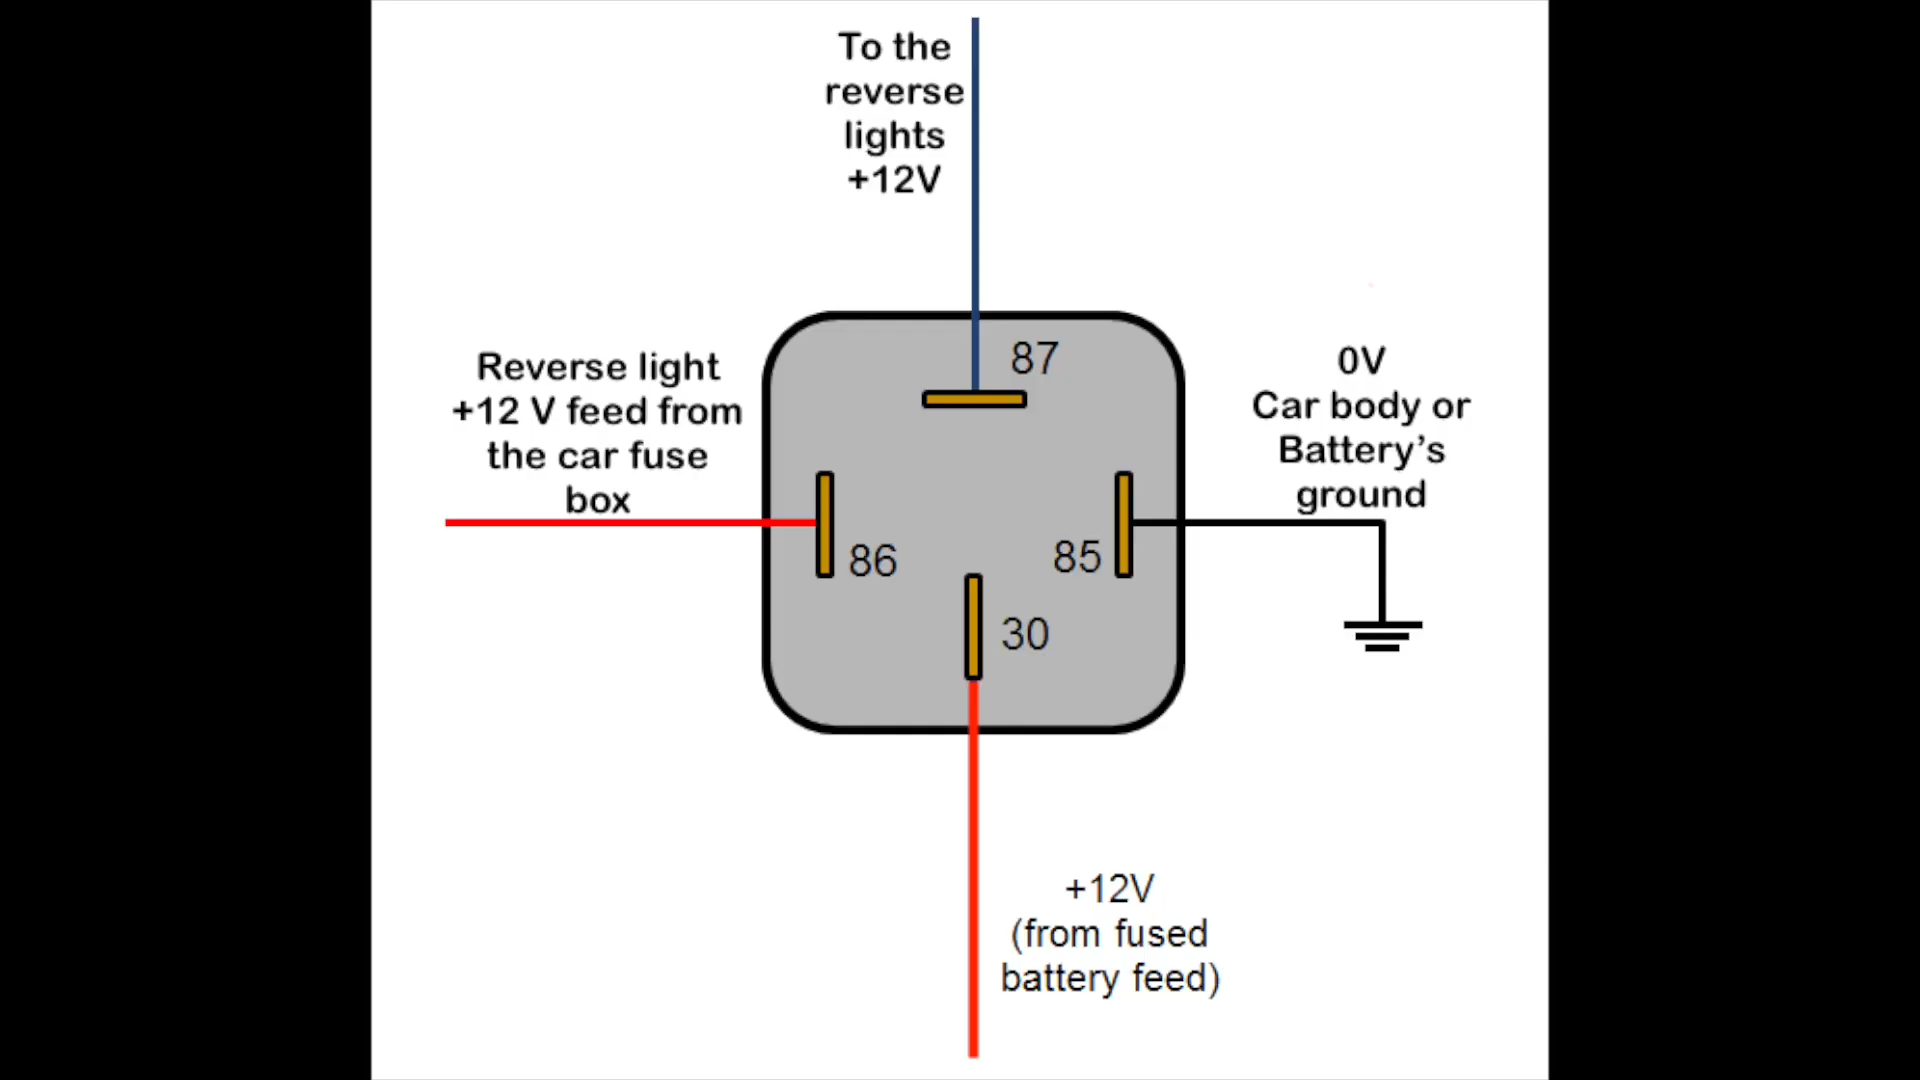 To the
reverse
lights
+12V
87
Reverse light
+12 V feed from
the car fuse
box
0V
Car body or
Battery’s
ground
86
85
30
+12V
(from fused
battery feed)